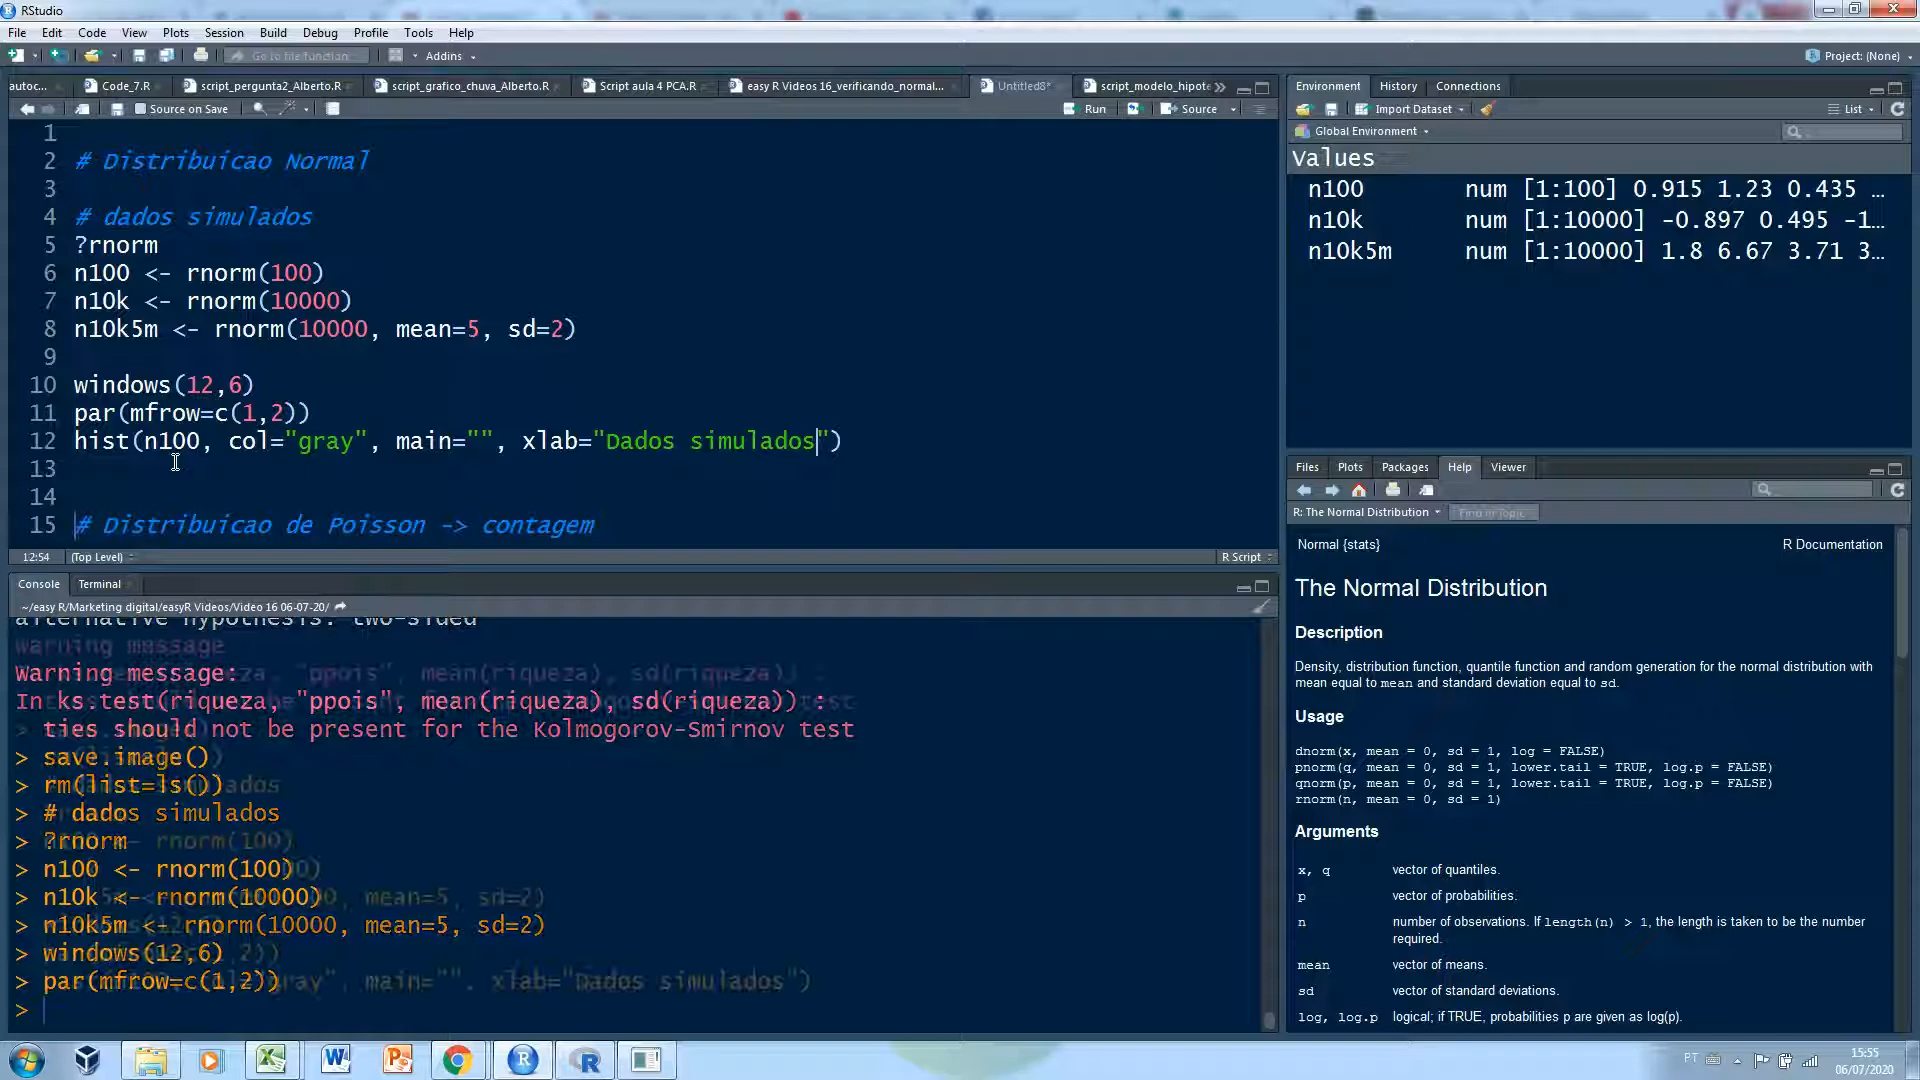 RStudio
File Edit Code View Plots Session Build Debug Profile Tools Help
Go to file/function Addins Project: (None)
autoc... Code_7.R script_pergunta2_Alberto.R script_grafico_chuva_Alberto.R Script aula 4 PCA.R easy R Videos 16_verificando_normal... Untitled8* script_modelo_hipote
Source on Save Run Source
1
2 # Distribuicao Normal
3
4 # dados simulados
5 ?rnorm
6 n100 <- rnorm(100)
7 n10k <- rnorm(10000)
8 n10k5m <- rnorm(10000, mean=5, sd=2)
9
10 windows(12,6)
11 par(mfrow=c(1,2))
12 hist(n100, col="gray", main="", xlab="Dados simulados")
13
14
15 # Distribuicao de Poisson -> contagem
12:54 (Top Level) R Script
Console Terminal
~/easy R/Marketing digital/easyR Videos/Video 16 06-07-20/
alternative hypothesis: two-sided
Warning message:
In ks.test(riqueza, "ppois", mean(riqueza), sd(riqueza)) :
ties should not be present for the Kolmogorov-Smirnov test
> save.image()
> rm(list=ls())
> # dados simulados
> ?rnorm
> n100 <- rnorm(100)
> n10k <- rnorm(10000)
> n10k5m <- rnorm(10000, mean=5, sd=2)
> windows(12,6)
> par(mfrow=c(1,2))
>
Environment History Connections
Import Dataset List
Global Environment
Values
n100 num [1:100] 0.915 1.23 0.435 ...
n10k num [1:10000] -0.897 0.495 -1...
n10k5m num [1:10000] 1.8 6.67 3.71 3...
Files Plots Packages Help Viewer
R: The Normal Distribution Find in Topic
Normal {stats} R Documentation
The Normal Distribution
Description
Density, distribution function, quantile function and random generation for the normal distribution with
mean equal to mean and standard deviation equal to sd.
Usage
dnorm(x, mean = 0, sd = 1, log = FALSE)
pnorm(q, mean = 0, sd = 1, lower.tail = TRUE, log.p = FALSE)
qnorm(p, mean = 0, sd = 1, lower.tail = TRUE, log.p = FALSE)
rnorm(n, mean = 0, sd = 1)
Arguments
x, q vector of quantiles.
p vector of probabilities.
n number of observations. If length(n) > 1, the length is taken to be the number
required.
mean vector of means.
sd vector of standard deviations.
log, log.p logical; if TRUE, probabilities p are given as log(p).
PT 15:55
06/07/2020